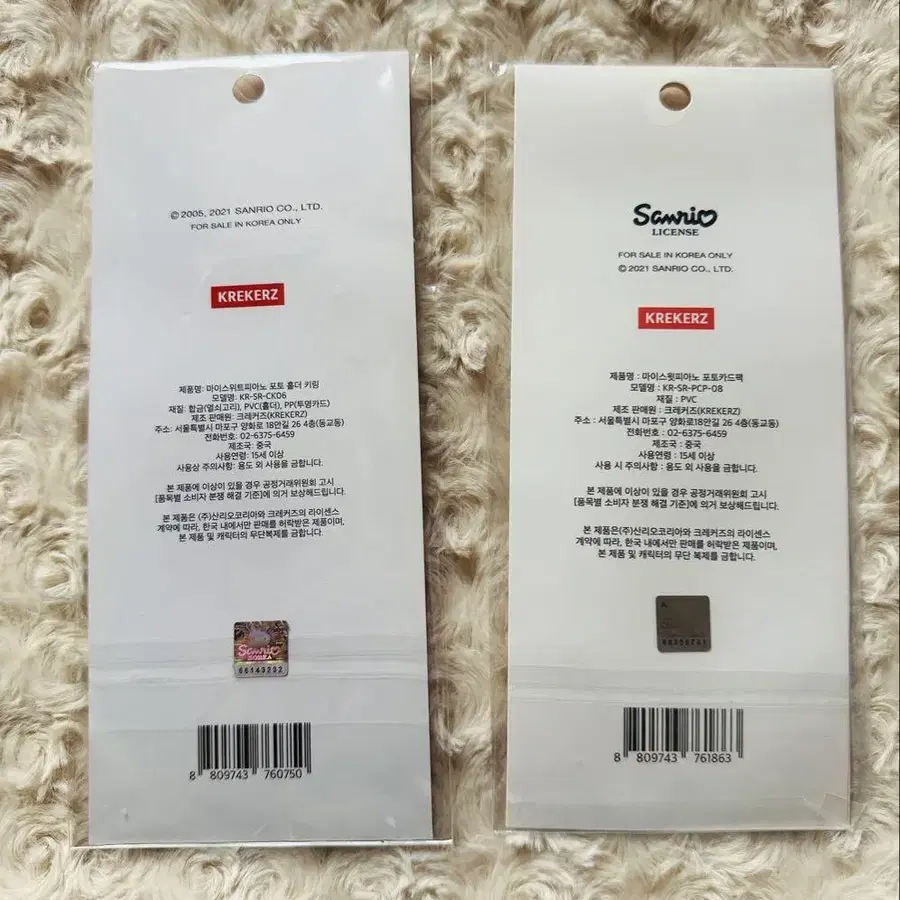 © 2005, 2021 SANRIO CO., LTD.
FOR SALE IN KOREA ONLY
KREKERZ
제품명: 마이스위트피아노 포토 홀더 키링
모델명: KR-SR-CK06
재질: 합금(열쇠고리), PVC(홀더), PP(투명카드)
제조 판매원: 크레커즈(KREKERZ)
주소: 서울특별시 마포구 양화로 18안길 26 4층(동교동)
전화번호: 02-6375-6459
제조국: 중국
사용연령: 15세 이상
사용상 주의사항: 용도 외 사용을 금합니다.
본 제품에 이상이 있을 경우 공정거래위원회 고시
[품목별 소비자 분쟁 해결 기준]에 의거 보상해드립니다.
본 제품은 (주)산리오코리아와 크레커즈의 라이센스
계약에 따라, 한국 내에서만 판매를 허락받은 제품이며,
본 제품 및 캐릭터의 무단복제를 금합니다.
Sanrio
KOREA
66143232
8 809743 760750
Sanrio
LICENSE
FOR SALE IN KOREA ONLY
© 2021 SANRIO CO., LTD.
KREKERZ
제품명 : 마이스윗피아노 포토카드팩
모델명 : KR-SR-PCP-08
재질 : PVC
제조 판매원 : 크레커즈(KREKERZ)
주소 : 서울특별시 마포구 양화로18안길 26 4층(동교동)
전화번호 : 02-6375-6459
제조국 : 중국
사용연령 : 15세 이상
사용 시 주의사항 : 용도 외 사용을 금합니다.
본 제품에 이상이 있을 경우 공정거래위원회 고시
[품목별 소비자 분쟁 해결 기준]에 의거 보상해드립니다.
본 제품은(주)산리오코리아와 크레커즈의 라이센스
계약에 따라, 한국 내에서만 판매를 허락받은 제품이며,
본 제품 및 캐릭터의 무단 복제를 금합니다.
8 809743 761863